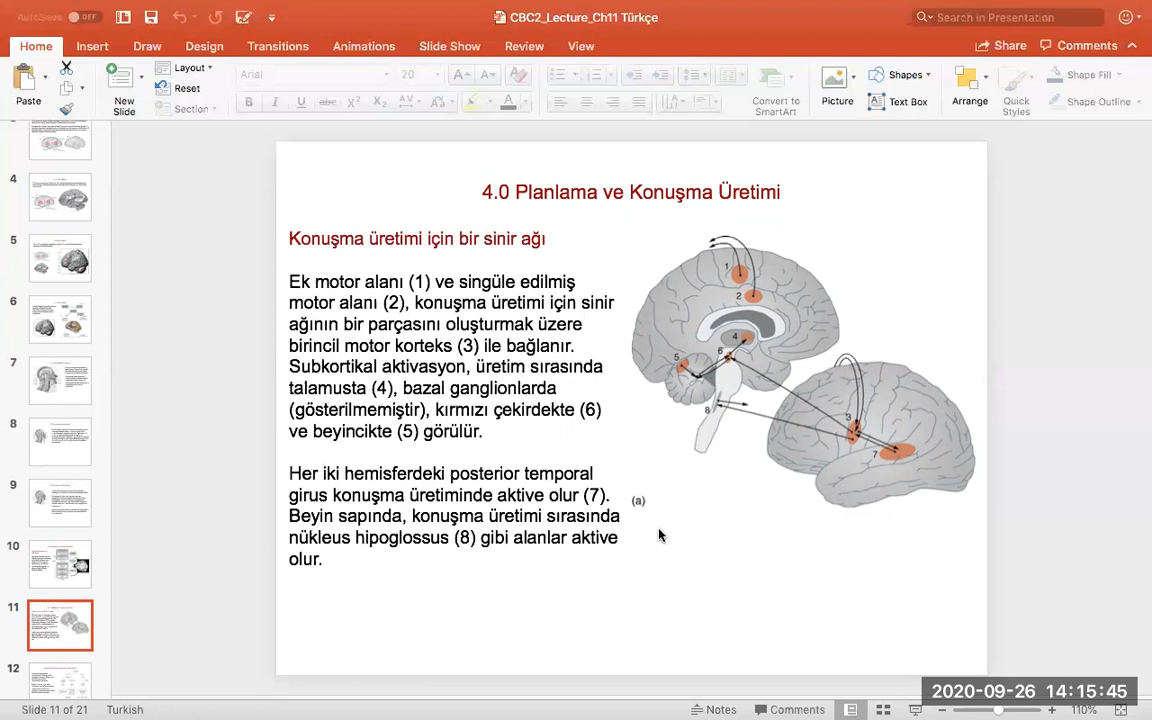 AutoSave OFF
CBC2_Lecture_Ch11 Türkçe
Search in Presentation
Home Insert Draw Design Transitions Animations Slide Show Review View
Share Comments
Paste
New Slide
Layout
Reset
Section
Arial 20
Convert to SmartArt
Picture
Shapes
Text Box
Arrange
Quick Styles
Shape Fill
Shape Outline
4
5
6
7
8
9
10
11
12
4.0 Planlama ve Konuşma Üretimi
Konuşma üretimi için bir sinir ağı
Ek motor alanı (1) ve singüle edilmiş
motor alanı (2), konuşma üretimi için sinir
ağının bir parçasını oluşturmak üzere
birincil motor korteks (3) ile bağlanır.
Subkortikal aktivasyon, üretim sırasında
talamusta (4), bazal ganglionlarda
(gösterilmemiştir), kırmızı çekirdekte (6)
ve beyincikte (5) görülür.
Her iki hemisferdeki posterior temporal
girus konuşma üretiminde aktive olur (7).
Beyin sapında, konuşma üretimi sırasında
nükleus hipoglossus (8) gibi alanlar aktive
olur.
1
2
4
6
5
8
3
7
(a)
2020-09-26 14:15:45
Slide 11 of 21 Turkish
Notes Comments 110%